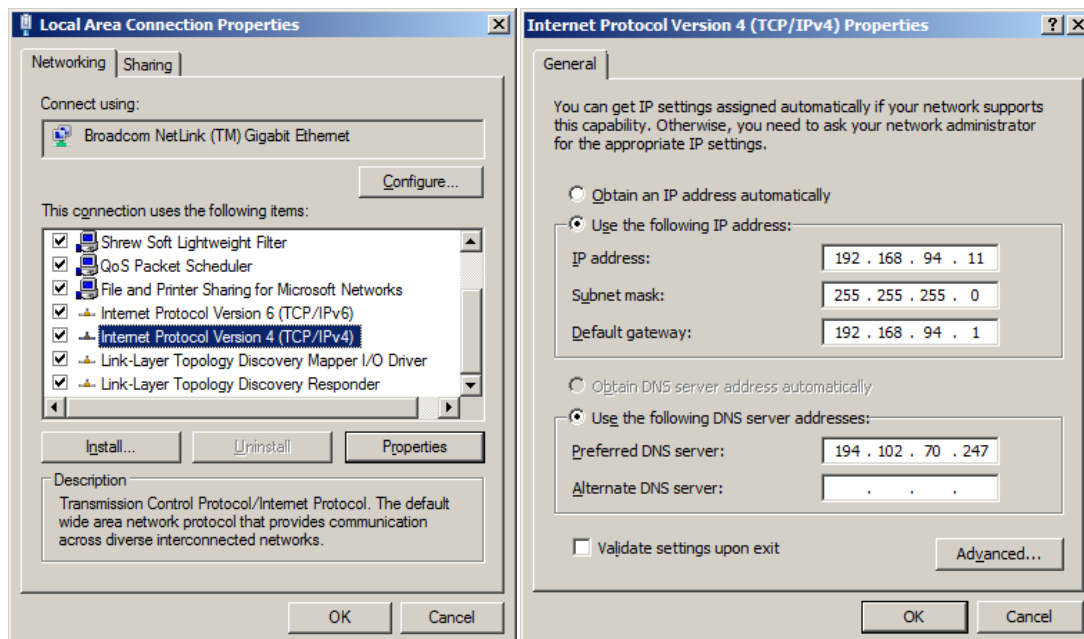 Local Area Connection Properties
Networking
Sharing
Connect using:
Broadcom NetLink (TM) Gigabit Ethernet
Configure...
This connection uses the following items:
Shrew Soft Lightweight Filter
QoS Packet Scheduler
File and Printer Sharing for Microsoft Networks
Internet Protocol Version 6 (TCP/IPv6)
Internet Protocol Version 4 (TCP/IPv4)
Link-Layer Topology Discovery Mapper I/O Driver
Link-Layer Topology Discovery Responder
Install...
Uninstall
Properties
Description
Transmission Control Protocol/Internet Protocol. The default
wide area network protocol that provides communication
across diverse interconnected networks.
OK
Cancel
Internet Protocol Version 4 (TCP/IPv4) Properties
General
You can get IP settings assigned automatically if your network supports
this capability. Otherwise, you need to ask your network administrator
for the appropriate IP settings.
Obtain an IP address automatically
Use the following IP address:
IP address: 192 . 168 . 94 . 11
Subnet mask: 255 . 255 . 255 . 0
Default gateway: 192 . 168 . 94 . 1
Obtain DNS server address automatically
Use the following DNS server addresses:
Preferred DNS server: 194 . 102 . 70 . 247
Alternate DNS server: . . .
Validate settings upon exit
Advanced...
OK
Cancel